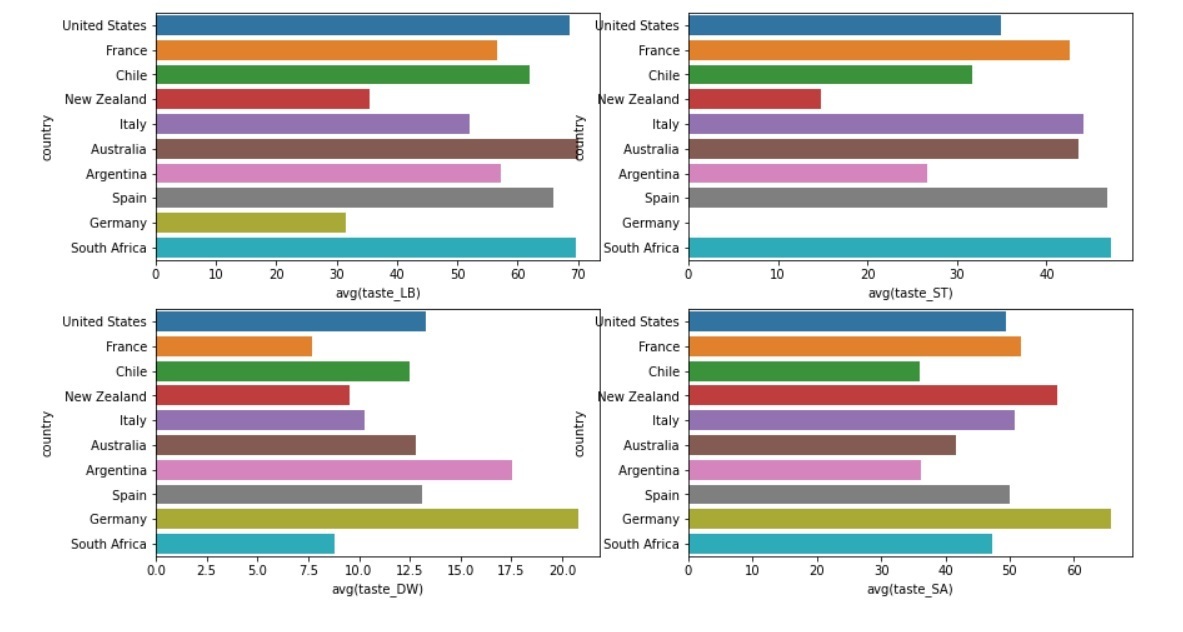 United States
France
Chile
New Zealand
Italy
Australia
Argentina
Spain
Germany
South Africa
country
0 10 20 30 40 50 60 70
avg(taste_LB)
United States
France
Chile
New Zealand
Italy
Australia
Argentina
Spain
Germany
South Africa
country
0 10 20 30 40
avg(taste_ST)
United States
France
Chile
New Zealand
Italy
Australia
Argentina
Spain
Germany
South Africa
country
0.0 2.5 5.0 7.5 10.0 12.5 15.0 17.5 20.0
avg(taste_DW)
United States
France
Chile
New Zealand
Italy
Australia
Argentina
Spain
Germany
South Africa
country
0 10 20 30 40 50 60
avg(taste_SA)